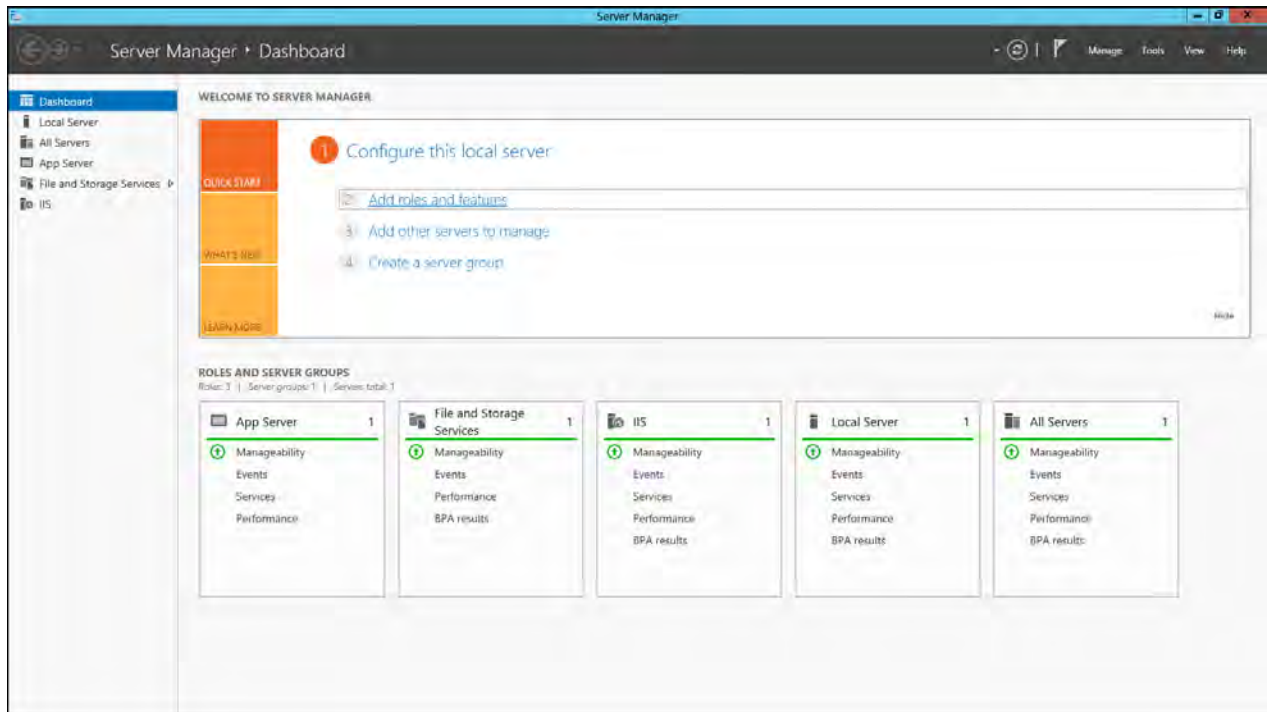 Server Manager
Server Manager • Dashboard
Manage Tools View Help
Dashboard
Local Server
All Servers
App Server
File and Storage Services
IIS
WELCOME TO SERVER MANAGER
QUICK START
WHAT'S NEW
LEARN MORE
1 Configure this local server
2 Add roles and features
3 Add other servers to manage
4 Create a server group
Hide
ROLES AND SERVER GROUPS
Roles: 3 | Server groups: 1 | Servers total: 1
App Server 1
Manageability
Events
Services
Performance
File and Storage Services 1
Manageability
Events
Performance
BPA results
IIS 1
Manageability
Events
Services
Performance
BPA results
Local Server 1
Manageability
Events
Services
Performance
BPA results
All Servers 1
Manageability
Events
Services
Performance
BPA results